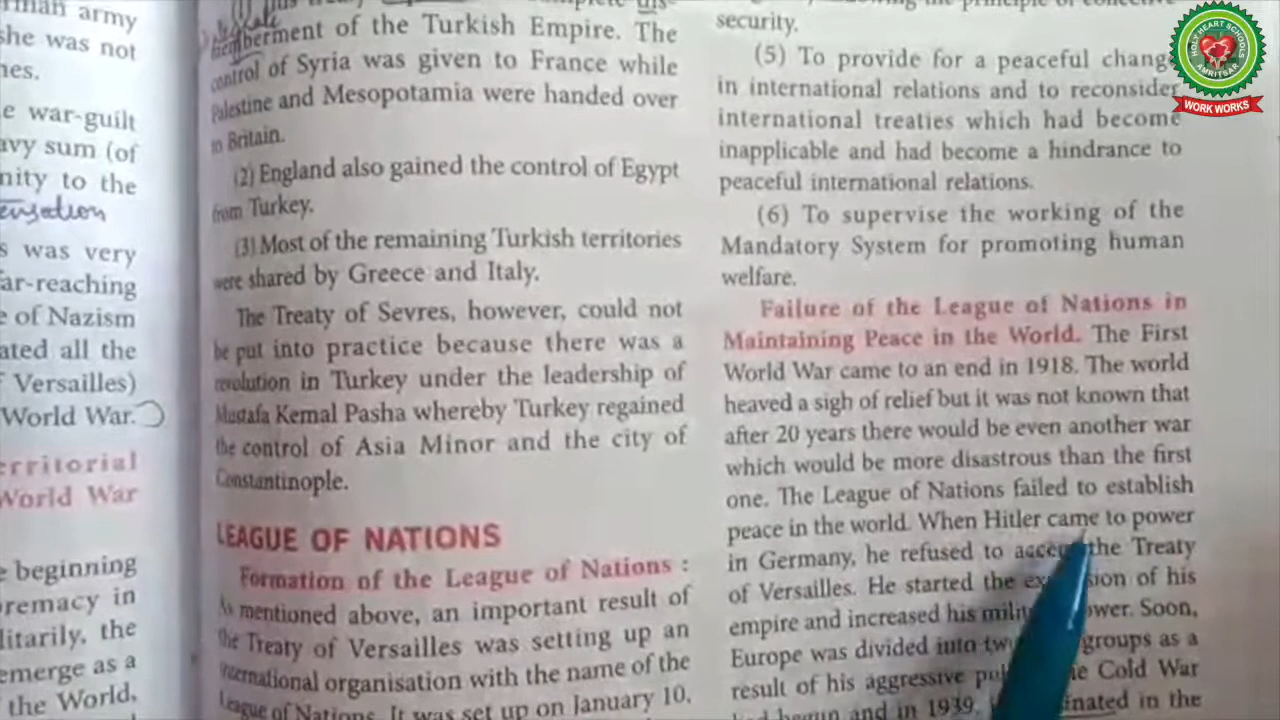 man army
she was not
nes.
e war-guilt
avy sum (of
nity to the
s was very
ar-reaching
e of Nazism
ated all the
Versailles)
World War.
erritorial
World War
e beginning
premacy in
litarily, the
emerge as a
the World.
of the Turkish Empire. The
control of Syria was given to France while
Palestine and Mesopotamia were handed over
to Britain.
(2) England also gained the control of Egypt
from Turkey.
(3) Most of the remaining Turkish territories
were shared by Greece and Italy.
The Treaty of Sevres, however, could not
be put into practice because there was a
revolution in Turkey under the leadership of
Mustafa Kemal Pasha whereby Turkey regained
the control of Asia Minor and the city of
Constantinople.
LEAGUE OF NATIONS
Formation of the League of Nations :
As mentioned above, an important result of
the Treaty of Versailles was setting up an
international organisation with the name of the
League of Nations. It was set up on January 10,
security.
(5) To provide for a peaceful change
in international relations and to reconsider
international treaties which had become
inapplicable and had become a hindrance to
peaceful international relations.
(6) To supervise the working of the
Mandatory System for promoting human
welfare.
Failure of the League of Nations in
Maintaining Peace in the World. The First
World War came to an end in 1918. The world
heaved a sigh of relief but it was not known that
after 20 years there would be even another war
which would be more disastrous than the first
one. The League of Nations failed to establish
peace in the world. When Hitler came to power
in Germany, he refused to accept the Treaty
of Versailles. He started the of his
empire and increased his Soon,
Europe was divided into groups as a
result of his aggressive Cold War
begun and in 1939, in the
HOLY HEART SCHOOLS
AMRITSAR
WORK WORKS